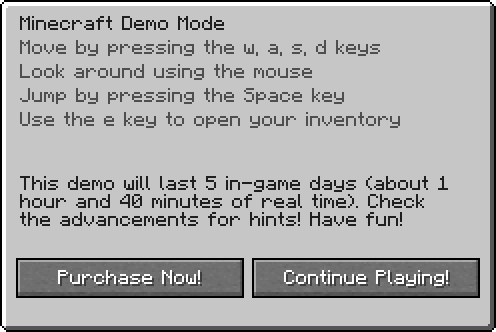 Minecraft Demo Mode
Move by pressing the w, a, s, d keys
Look around using the mouse
Jump by pressing the Space key
Use the e key to open your inventory
This demo will last 5 in-game days (about 1
hour and 40 minutes of real time). Check
the advancements for hints! Have fun!
Purchase Now!
Continue Playing!